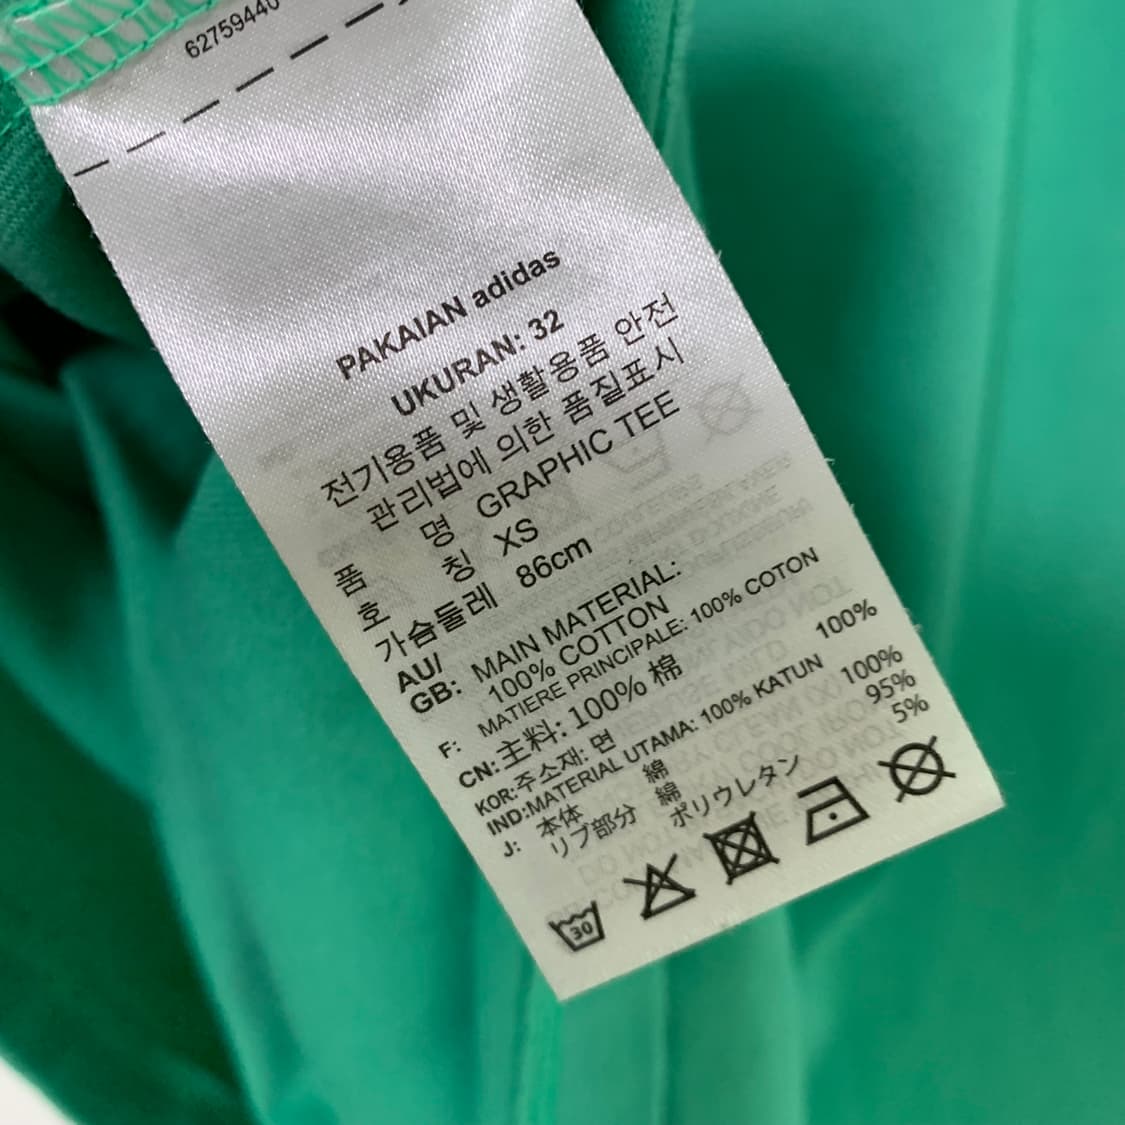 62759440
PAKAIAN adidas
UKURAN: 32
전기용품 및 생활용품 안전
관리법에 의한 품질표시
품 명 GRAPHIC TEE
호 칭 XS
가슴둘레 86cm
AU/
GB: MAIN MATERIAL:
100% COTTON
F: MATIERE PRINCIPALE: 100% COTON
CN: 主料: 100% 棉
KOR: 주소재: 면 100%
IND:MATERIAL UTAMA: 100% KATUN
J: 本体 綿 100%
リブ部分 綿 95%
ポリウレタン 5%
30